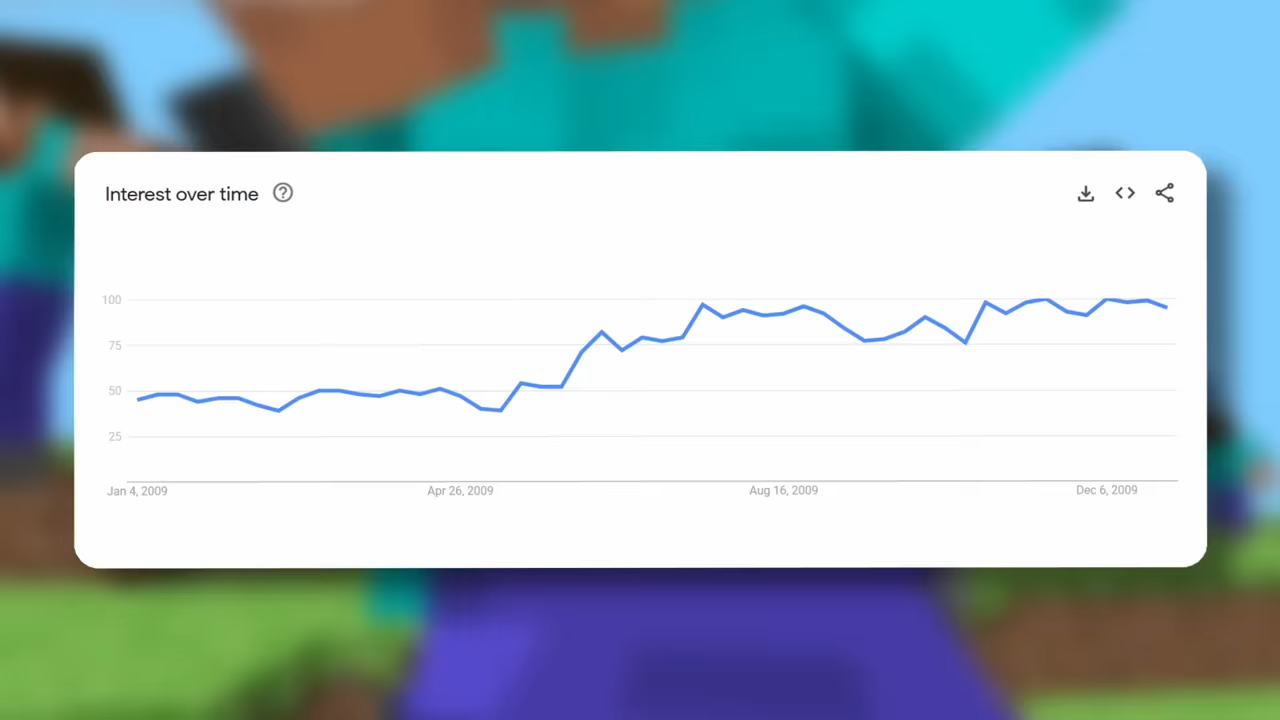 Interest over time
100
75
50
25
Jan 4, 2009 Apr 26, 2009 Aug 16, 2009 Dec 6, 2009